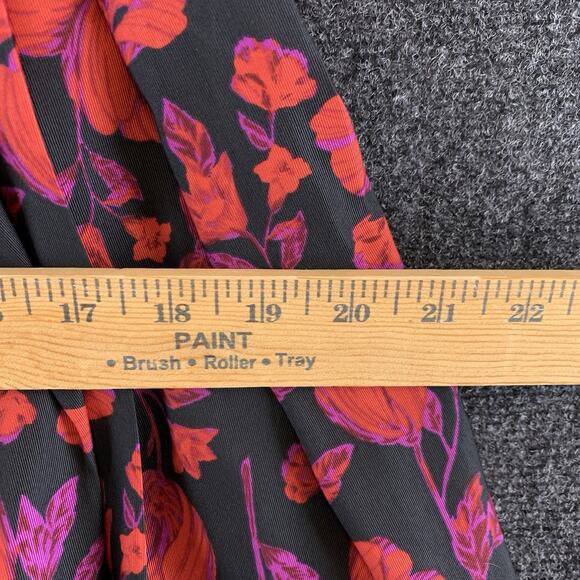 17 18 19 20 21 22
PAINT
• Brush • Roller • Tray